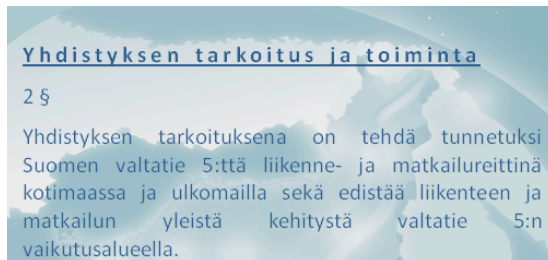 Yhdistyksen tarkoitus ja toiminta
2 §
Yhdistyksen tarkoituksena on tehdä tunnetuksi
Suomen valtatie 5:ttä liikenne- ja matkailureittinä
kotimaassa ja ulkomailla sekä edistää liikenteen ja
matkailun yleistä kehitystä valtatie 5:n
vaikutusalueella.